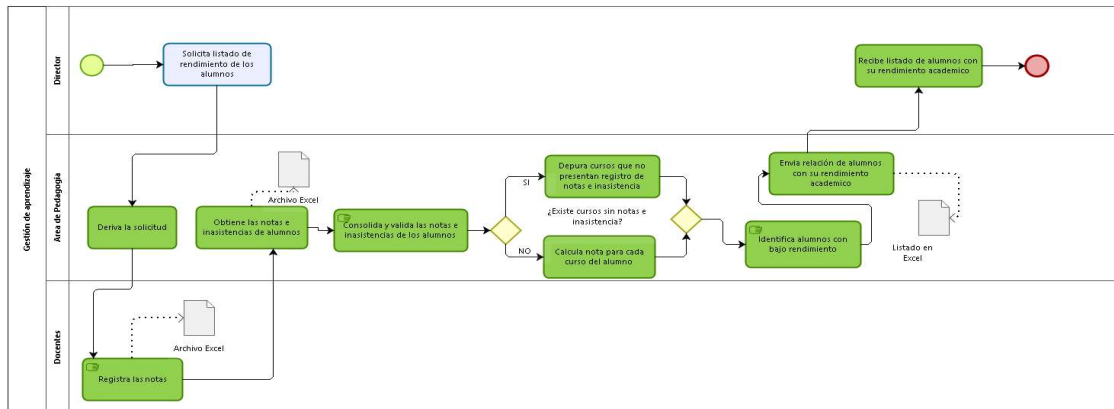 Gestión de aprendizaje
Director
Solicita listado de
rendimiento de los
alumnos
Recibe listado de alumnos con
su rendimiento academico
Area de Pedagogía
Deriva la solicitud
Archivo Excel
Obtiene las notas e
inasistencias de alumnos
Consolida y valida las notas e
inasistencias de los alumnos
SI
Depura cursos que no
presentan registro de
notas e inasistencia
¿Existe cursos sin notas e
inasistencia?
NO
Calcula nota para cada
curso del alumno
Identifica alumnos con
bajo rendimiento
Envia relación de alumnos
con su rendimiento
academico
Listado en
Excel
Docentes
Registra las notas
Archivo Excel